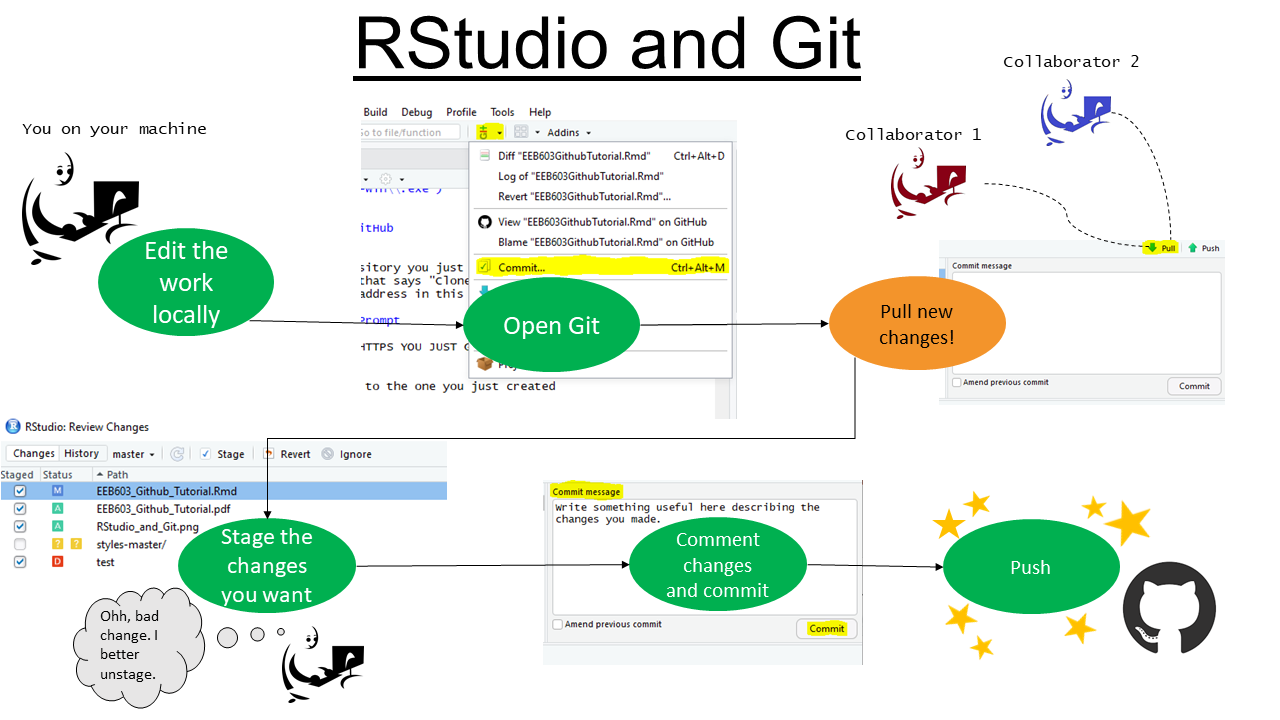 RStudio and Git
Collaborator 2
You on your machine
Collaborator 1
Build Debug Profile Tools Help
Go to file/function
Git
Addins
Diff "EEB603GithubTutorial.Rmd" Ctrl+Alt+D
Log of "EEB603GithubTutorial.Rmd"
Revert "EEB603GithubTutorial.Rmd"...
View "EEB603GithubTutorial.Rmd" on GitHub
Blame "EEB603GithubTutorial.Rmd" on GitHub
Commit... Ctrl+Alt+M
itHub
sitory you just
that says "Clone
address in this
Prompt
HTTPS YOU JUST
to the one you just created
Edit the
work
locally
Open Git
Pull Push
Commit message
Pull new
changes!
Amend previous commit
Commit
RStudio: Review Changes
Changes History master Stage Revert Ignore
Staged Status Path
M EEB603_Github_Tutorial.Rmd
A EEB603_Github_Tutorial.pdf
A RStudio_and_Git.png
? ? styles-master/
D test
Stage the
changes
you want
Ohh, bad
change. I
better
unstage.
Commit message
Write something useful here describing the
changes you made.
Comment
changes
and commit
Amend previous commit
Commit
Push